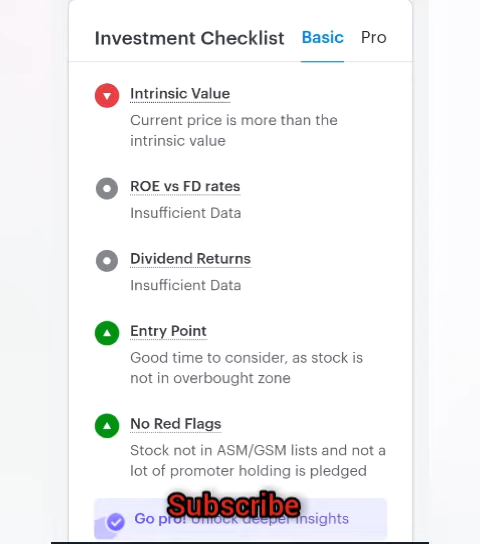 Investment Checklist Basic Pro
Intrinsic Value
Current price is more than the
intrinsic value
ROE vs FD rates
Insufficient Data
Dividend Returns
Insufficient Data
Entry Point
Good time to consider, as stock is
not in overbought zone
No Red Flags
Stock not in ASM/GSM lists and not a
lot of promoter holding is pledged
Go pro! Unlock deeper insights
Subscribe